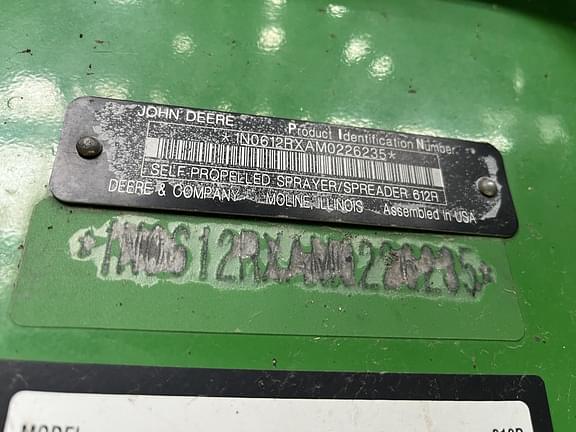 JOHN DEERE
Product Identification Number
*1N0612RXAM0226235*
SELF-PROPELLED SPRAYER/SPREADER 612R
DEERE & COMPANY MOLINE, ILLINOIS Assembled in USA
*1N0612RXAM0226235*
MODEL